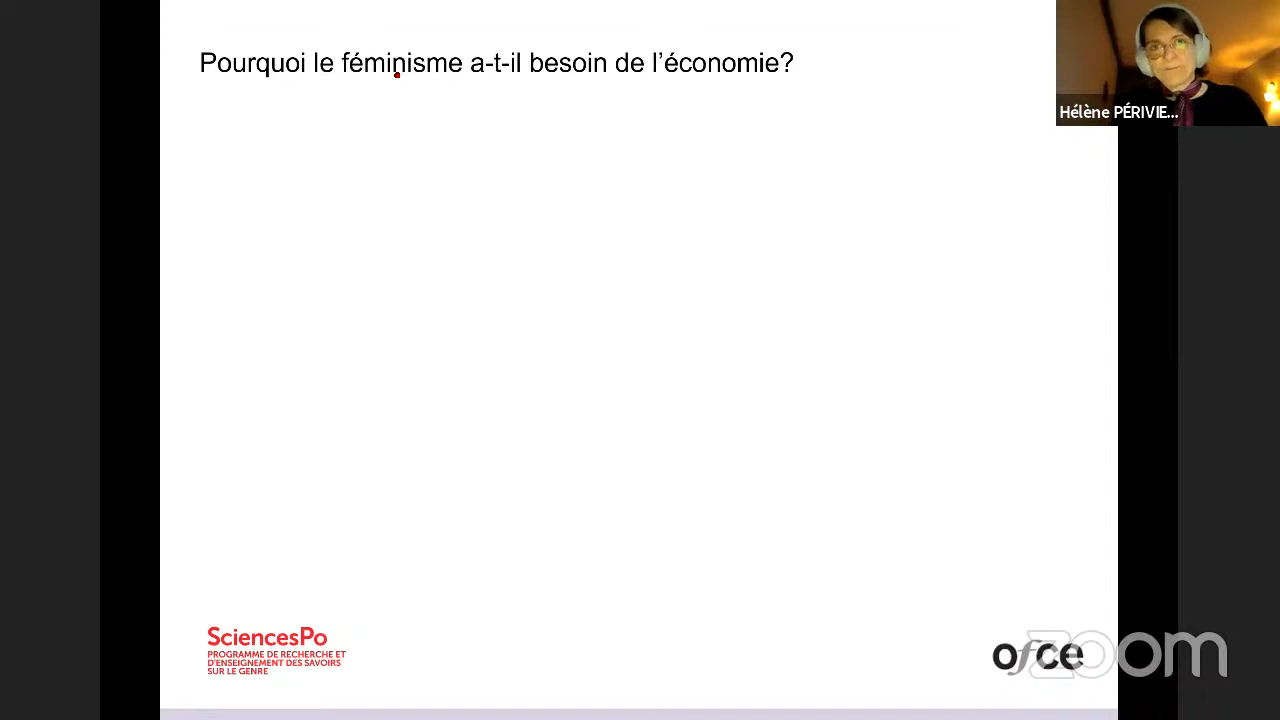 Pourquoi le féminisme a-t-il besoin de l’économie?
Hélène PÉRIVIE...
SciencesPo
PROGRAMME DE RECHERCHE ET
D'ENSEIGNEMENT DES SAVOIRS
SUR LE GENRE
ofce
zoom